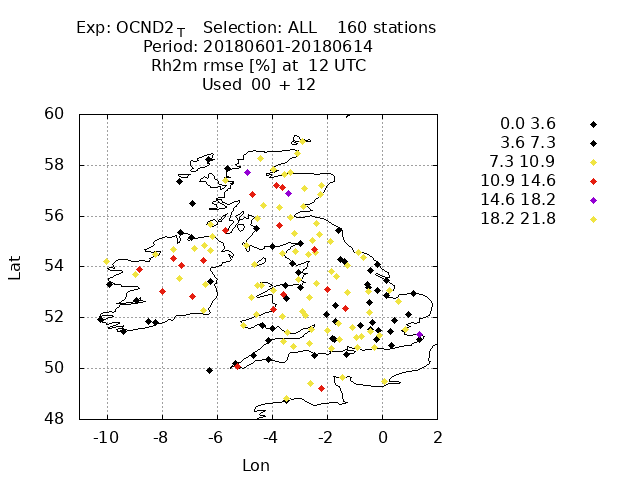 Exp: OCND2T Selection: ALL 160 stations
Period: 20180601-20180614
Rh2m rmse [%] at 12 UTC
Used 00 + 12
0.0 3.6
3.6 7.3
7.3 10.9
10.9 14.6
14.6 18.2
18.2 21.8
60
58
56
54
52
50
48
Lat
-10 -8 -6 -4 -2 0 2
Lon